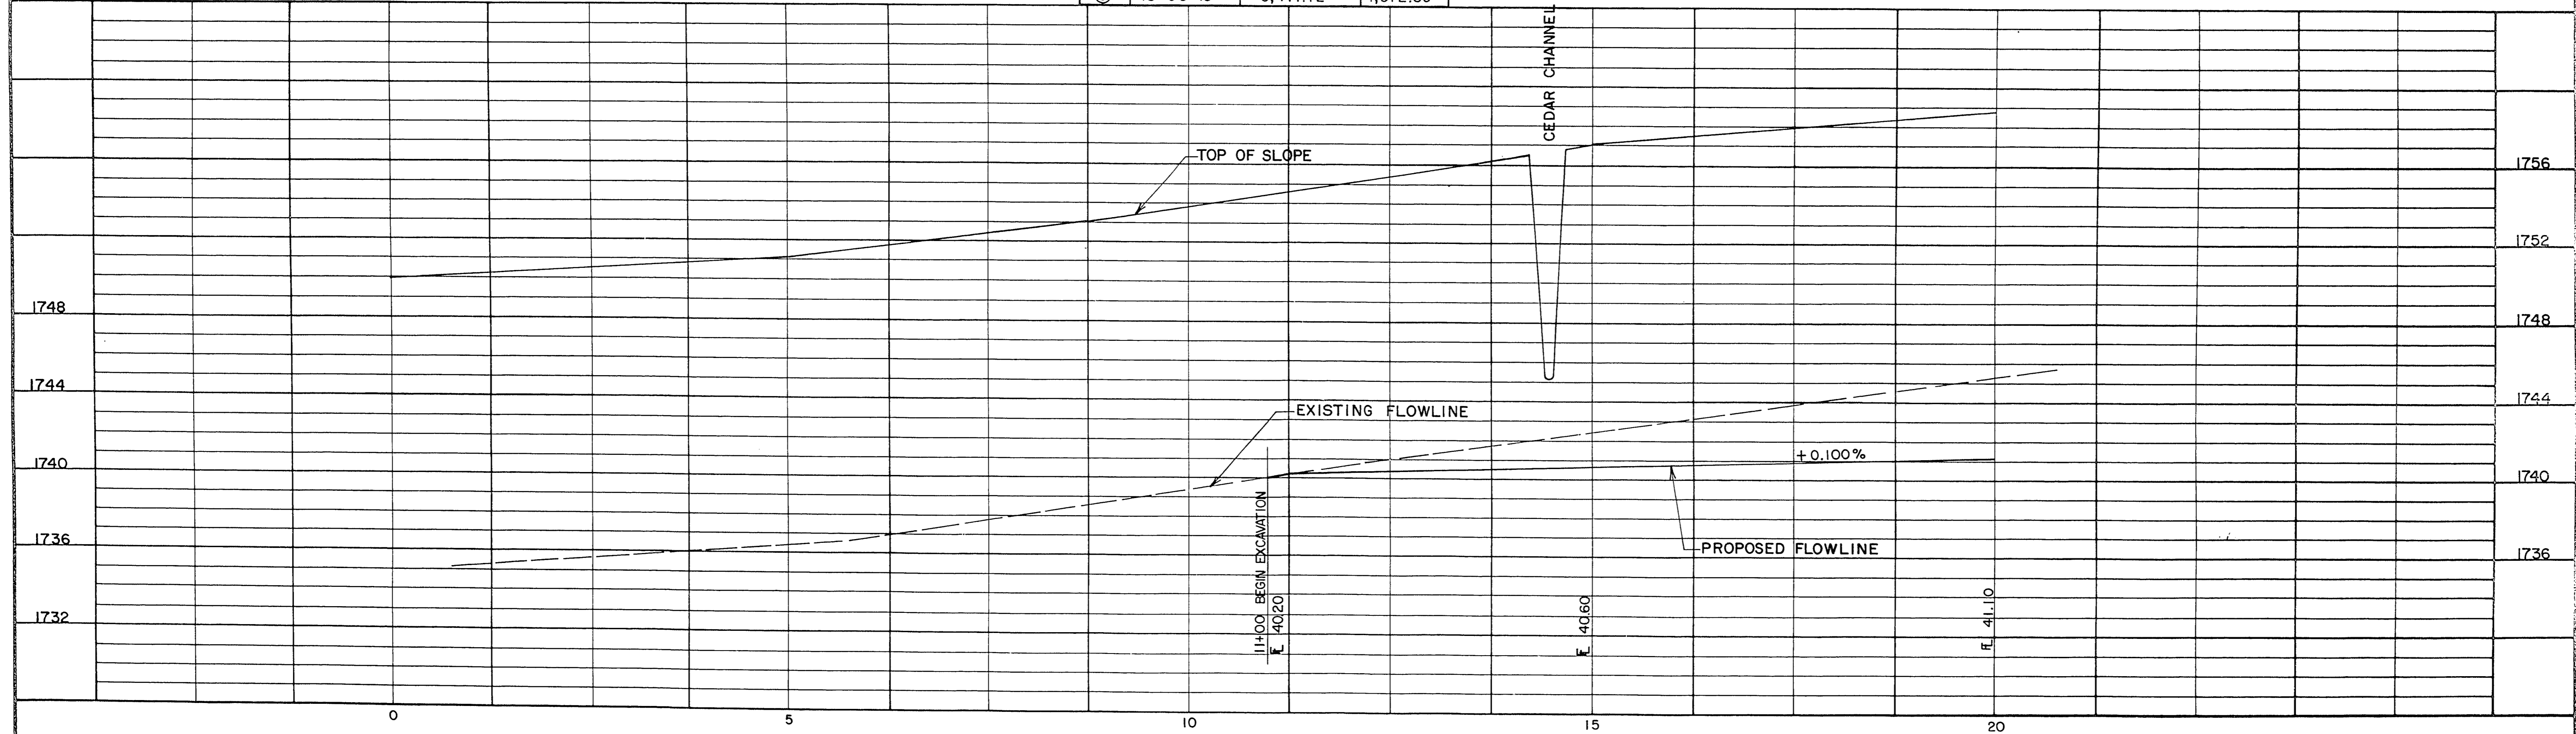 CEDAR CHANNEL
TOP OF SLOPE
1756
1752
1748
1748
1744
EXISTING FLOWLINE
1744
1740
+0.100%
1740
1736
PROPOSED FLOWLINE
1736
1732
11+00 BEGIN EXCAVATION
FL 40.20
FL 40.60
FL 41.10
0
5
10
15
20